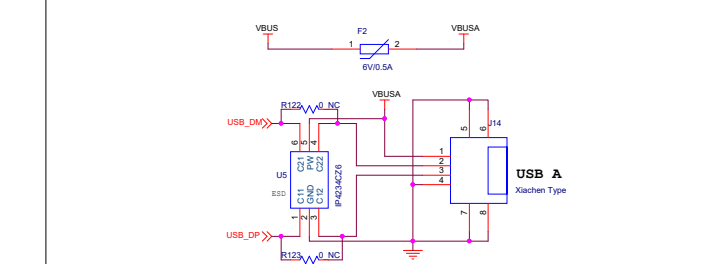 VBUS
F2
VBUSA
1
2
6V/0.5A
VBUSA
R122
0_NC
USB_DM
J14
5
6
6
5
4
C21
PW
C22
1
2
3
4
U5
ESD
IP4234CZ6
USB A
Xiachen Type
C11
GND
C12
1
2
3
7
8
USB_DP
R123
0_NC